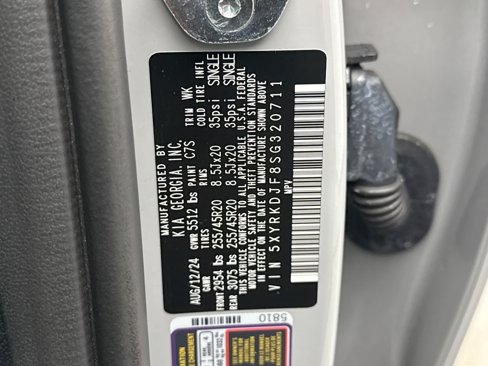 MANUFACTURED BY
KIA GEORGIA, INC.
AUG/12/24 GVWR 5512 lbs PAINT C7S TRIM WK
GAWR TIRES RIMS COLD TIRE INFL
FRONT 2954 lbs 255/45R20 8.5Jx20 35psi SINGLE
REAR 3075 lbs 255/45R20 8.5Jx20 35psi SINGLE
THIS VEHICLE CONFORMS TO ALL APPLICABLE U.S.A. FEDERAL
MOTOR VEHICLE SAFETY AND THEFT PREVENTION STANDARDS
IN EFFECT ON THE DATE OF MANUFACTURE SHOWN ABOVE
VIN 5XYRKDJF8SG320711
MPV
5810